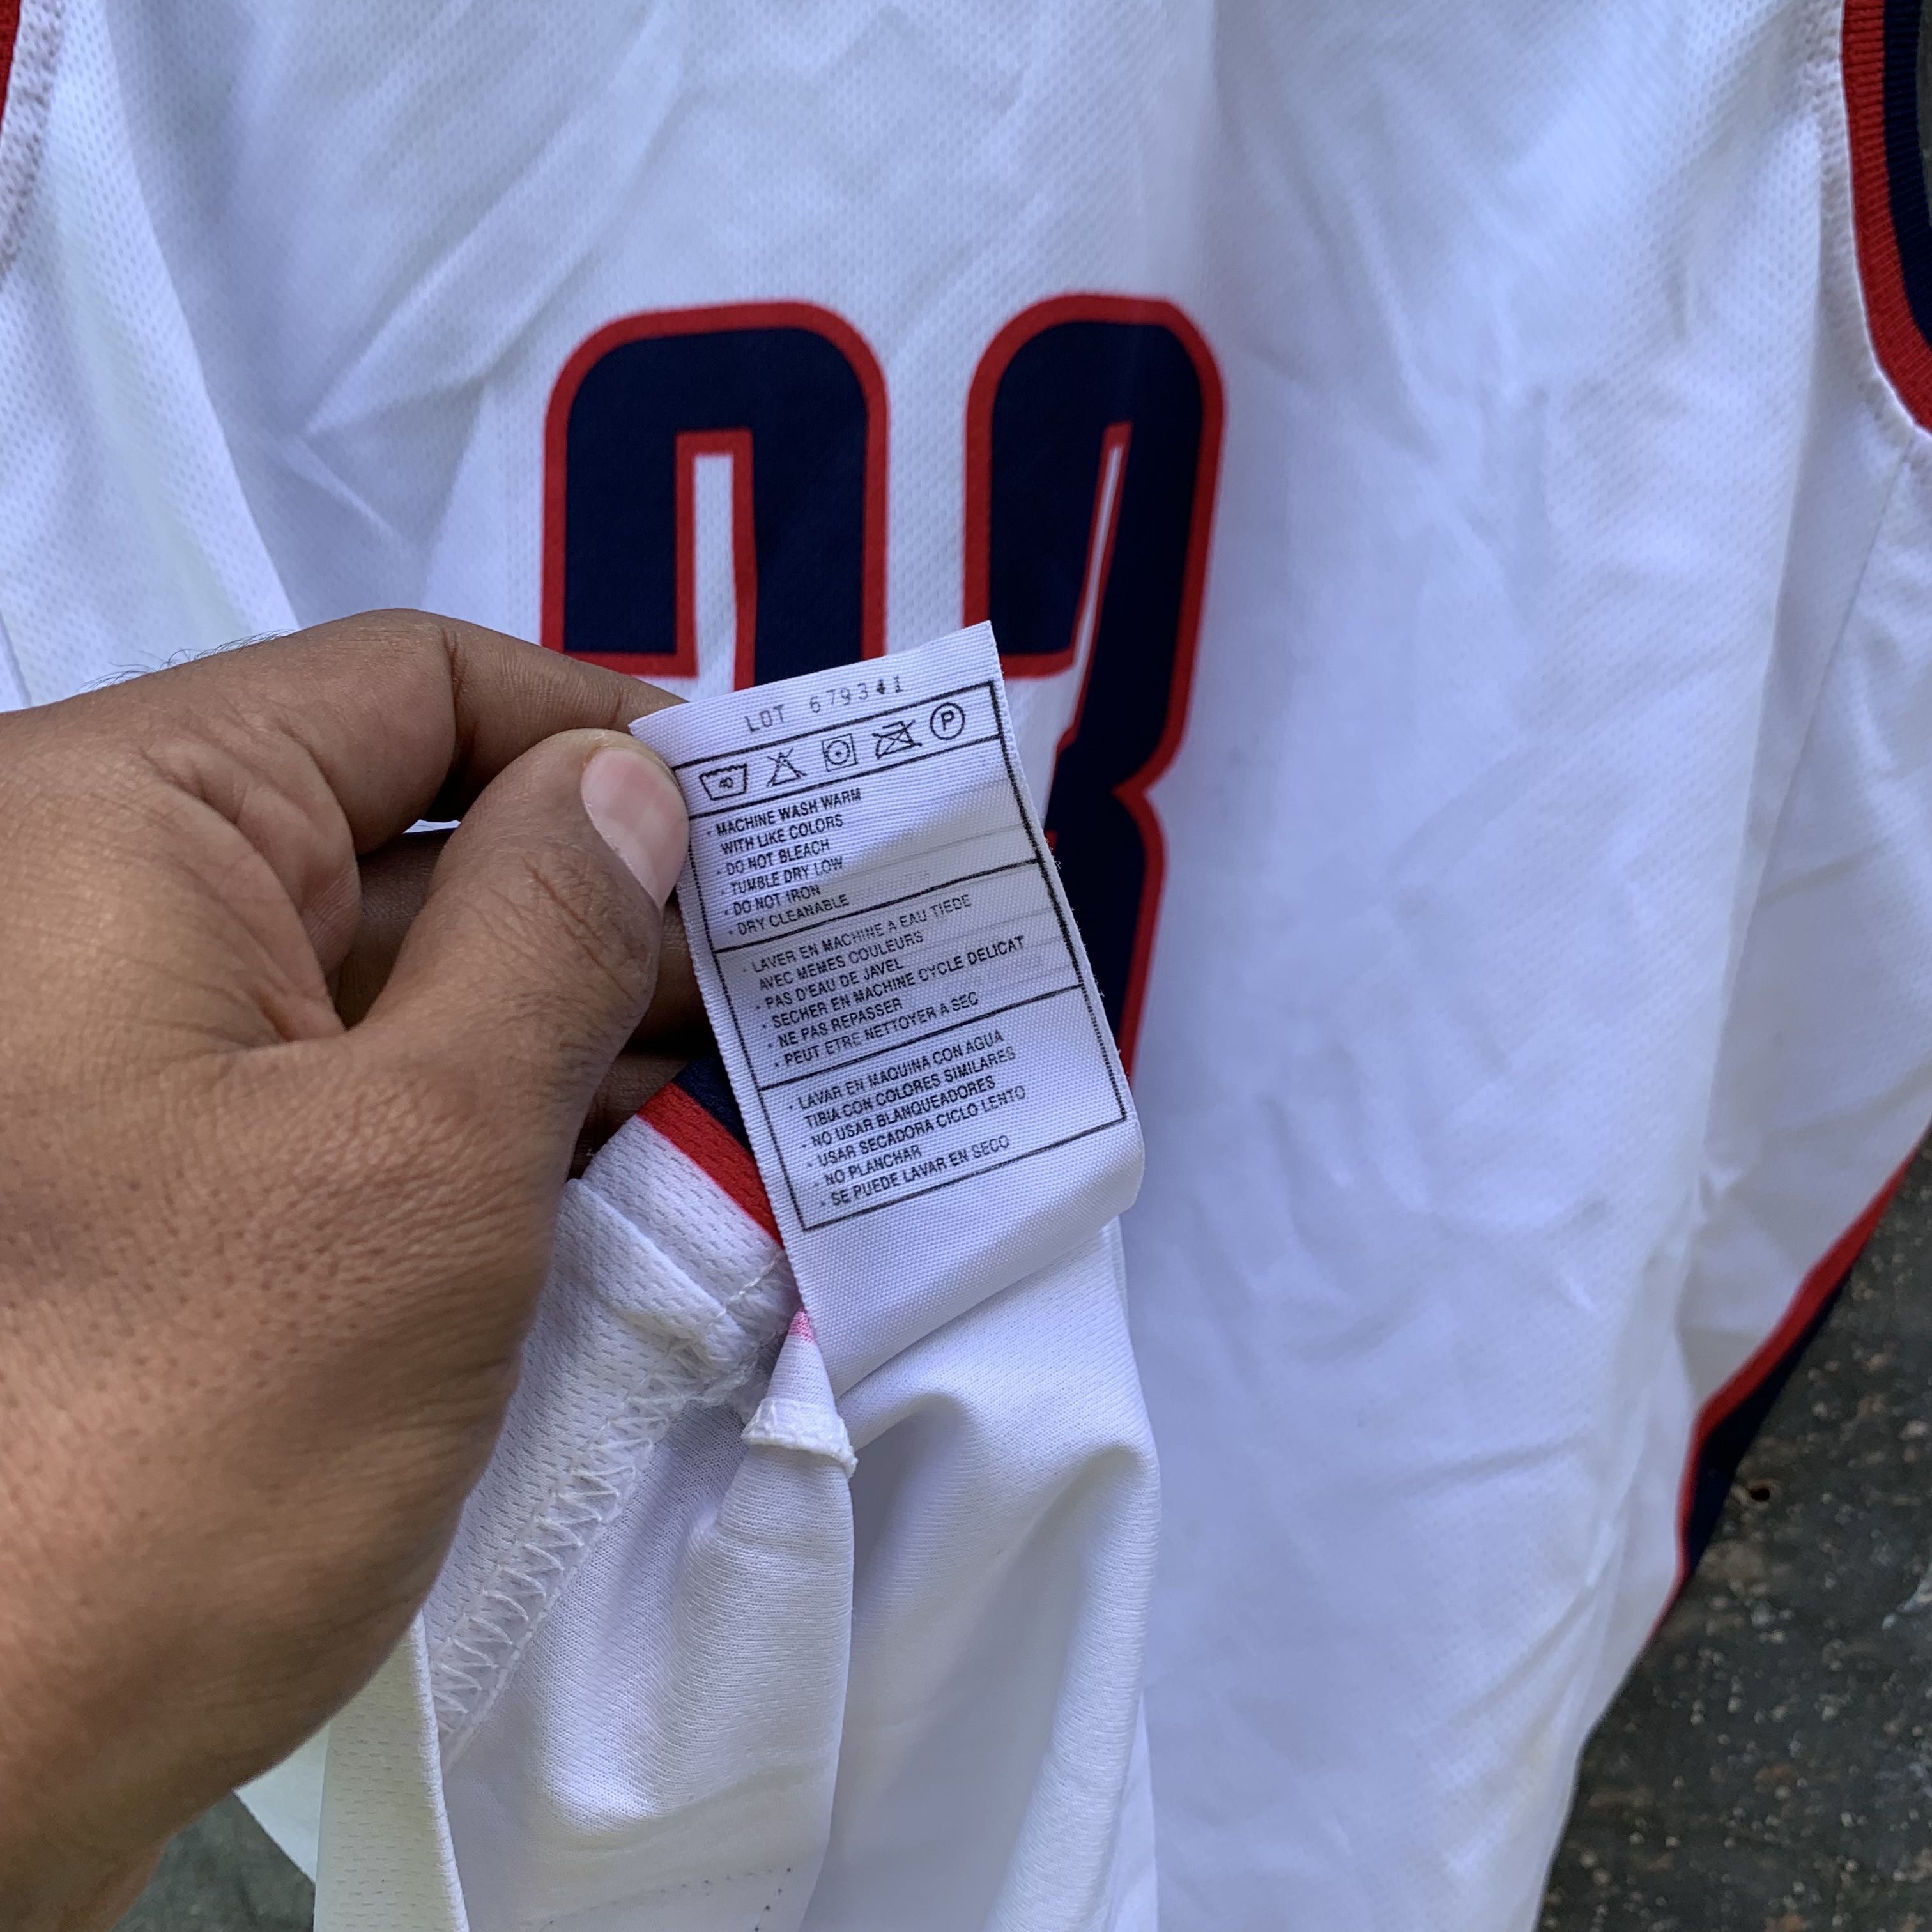 LOT 679341
40 P
• MACHINE WASH WARM
WITH LIKE COLORS
• DO NOT BLEACH
• TUMBLE DRY LOW
• DO NOT IRON
• DRY CLEANABLE
• LAVER EN MACHINE A EAU TIEDE
AVEC MEMES COULEURS
• PAS D'EAU DE JAVEL
• SECHER EN MACHINE CYCLE DELICAT
• NE PAS REPASSER
• PEUT ETRE NETTOYER A SEC
• LAVAR EN MAQUINA CON AGUA
TIBIA CON COLORES SIMILARES
• NO USAR BLANQUEADORES
• USAR SECADORA CICLO LENTO
• NO PLANCHAR
• SE PUEDE LAVAR EN SECO